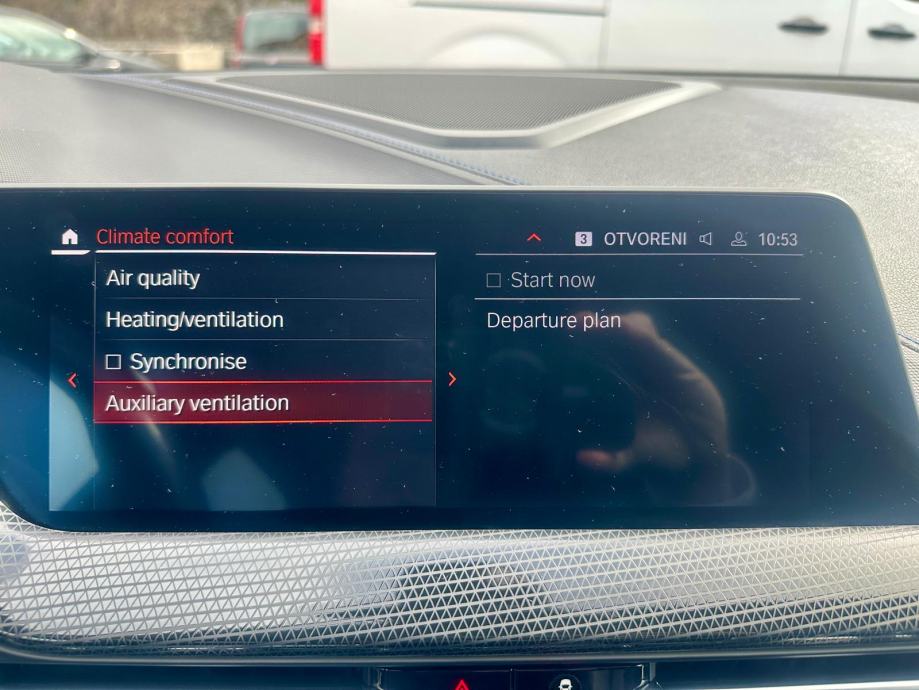 Climate comfort
3 OTVORENI 10:53
Air quality
Heating/ventilation
Synchronise
Auxiliary ventilation
Start now
Departure plan